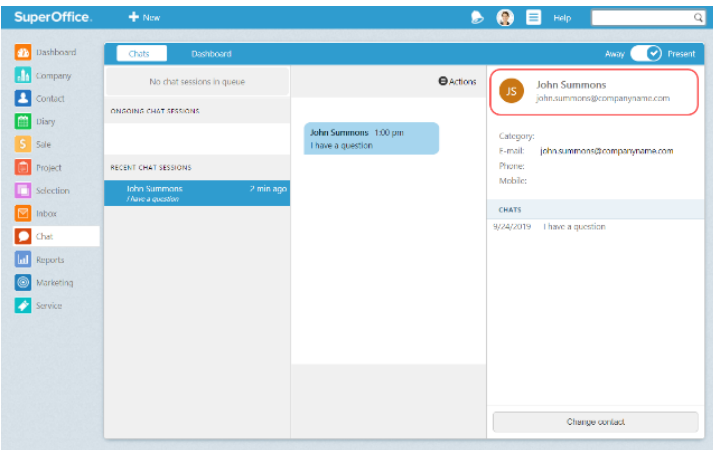 SuperOffice.
+ New
Help
Dashboard
Company
Contact
Diary
Sale
Project
Selection
Inbox
Chat
Reports
Marketing
Service
Chats
Dashboard
Away
Present
No chat sessions in queue
ONGOING CHAT SESSIONS
RECENT CHAT SESSIONS
John Summons 2 min ago
I have a question
Actions
John Summons 1:00 pm
I have a question
JS
John Summons
john.summons@companyname.com
Category:
E-mail: john.summons@companyname.com
Phone:
Mobile:
CHATS
9/24/2019 I have a question
Change contact